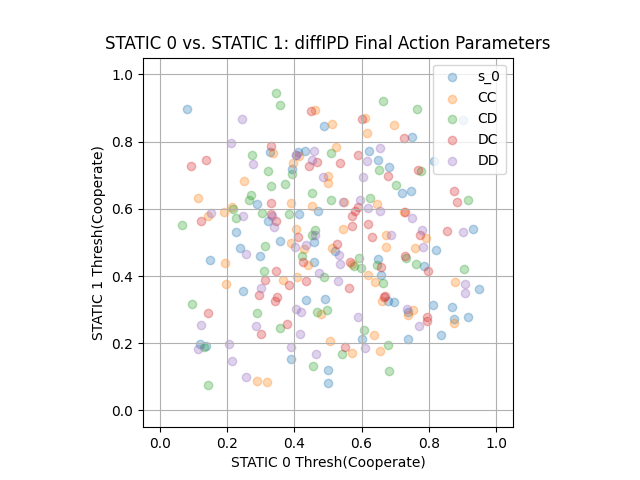 STATIC 0 vs. STATIC 1: diffIPD Final Action Parameters
1.0
0.8
0.6
0.4
0.2
0.0
STATIC 1 Thresh(Cooperate)
s_0
CC
CD
DC
DD
0.0 0.2 0.4 0.6 0.8 1.0
STATIC 0 Thresh(Cooperate)